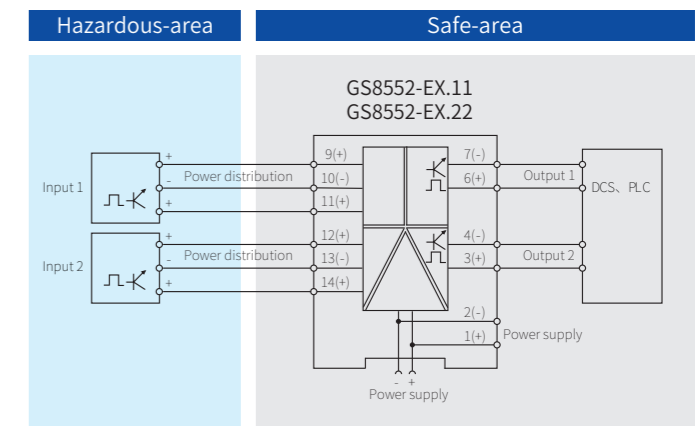 Hazardous-area
Safe-area
GS8552-EX.11
GS8552-EX.22
Input 1
+
-
+
Power distribution
9(+)
10(-)
11(+)
7(-)
6(+)
Output 1
DCS、PLC
Input 2
+
-
+
Power distribution
12(+)
13(-)
14(+)
4(-)
3(+)
Output 2
2(-)
1(+)
Power supply
- +
Power supply